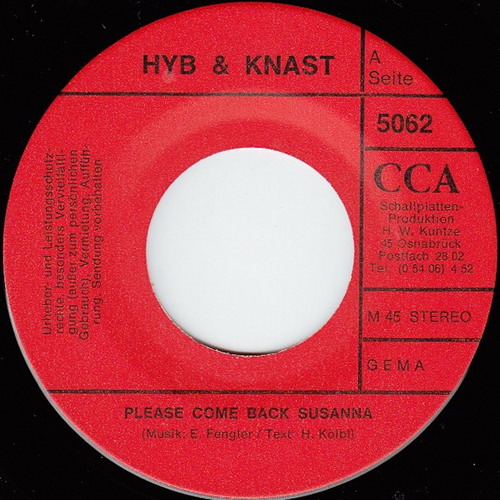 HYB & KNAST
A
Seite
5062
CCA
Schallplatten-
Produktion
H. W. Kuntze
45 Osnabrück
Postfach 28 02
Tel. (0 54 06) 4 52
M 45 STEREO
GEMA
Urheber- und Leistungsschutz-
rechte, besonders Vervielfälti-
gung (außer zum persönlichen
Gebrauch), Vermietung, Auffüh-
rung, Sendung vorbehalten
PLEASE COME BACK SUSANNA
(Musik: E. Fengler / Text: H. Kölbl)